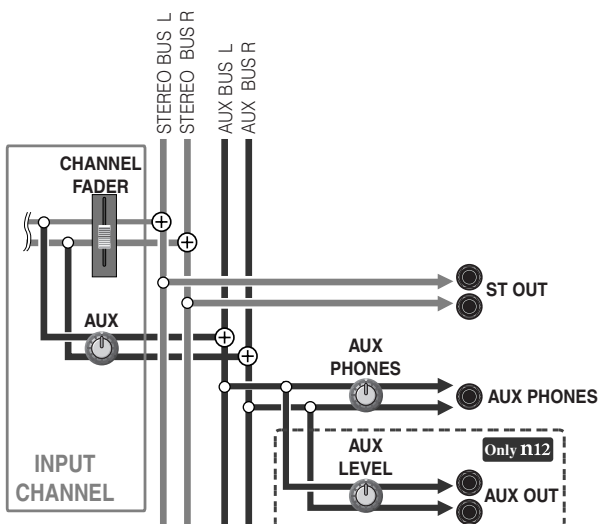 STEREO BUS L
STEREO BUS R
AUX BUS L
AUX BUS R
CHANNEL
FADER
ST OUT
AUX
AUX
PHONES
AUX PHONES
AUX
LEVEL
Only n12
AUX OUT
INPUT
CHANNEL